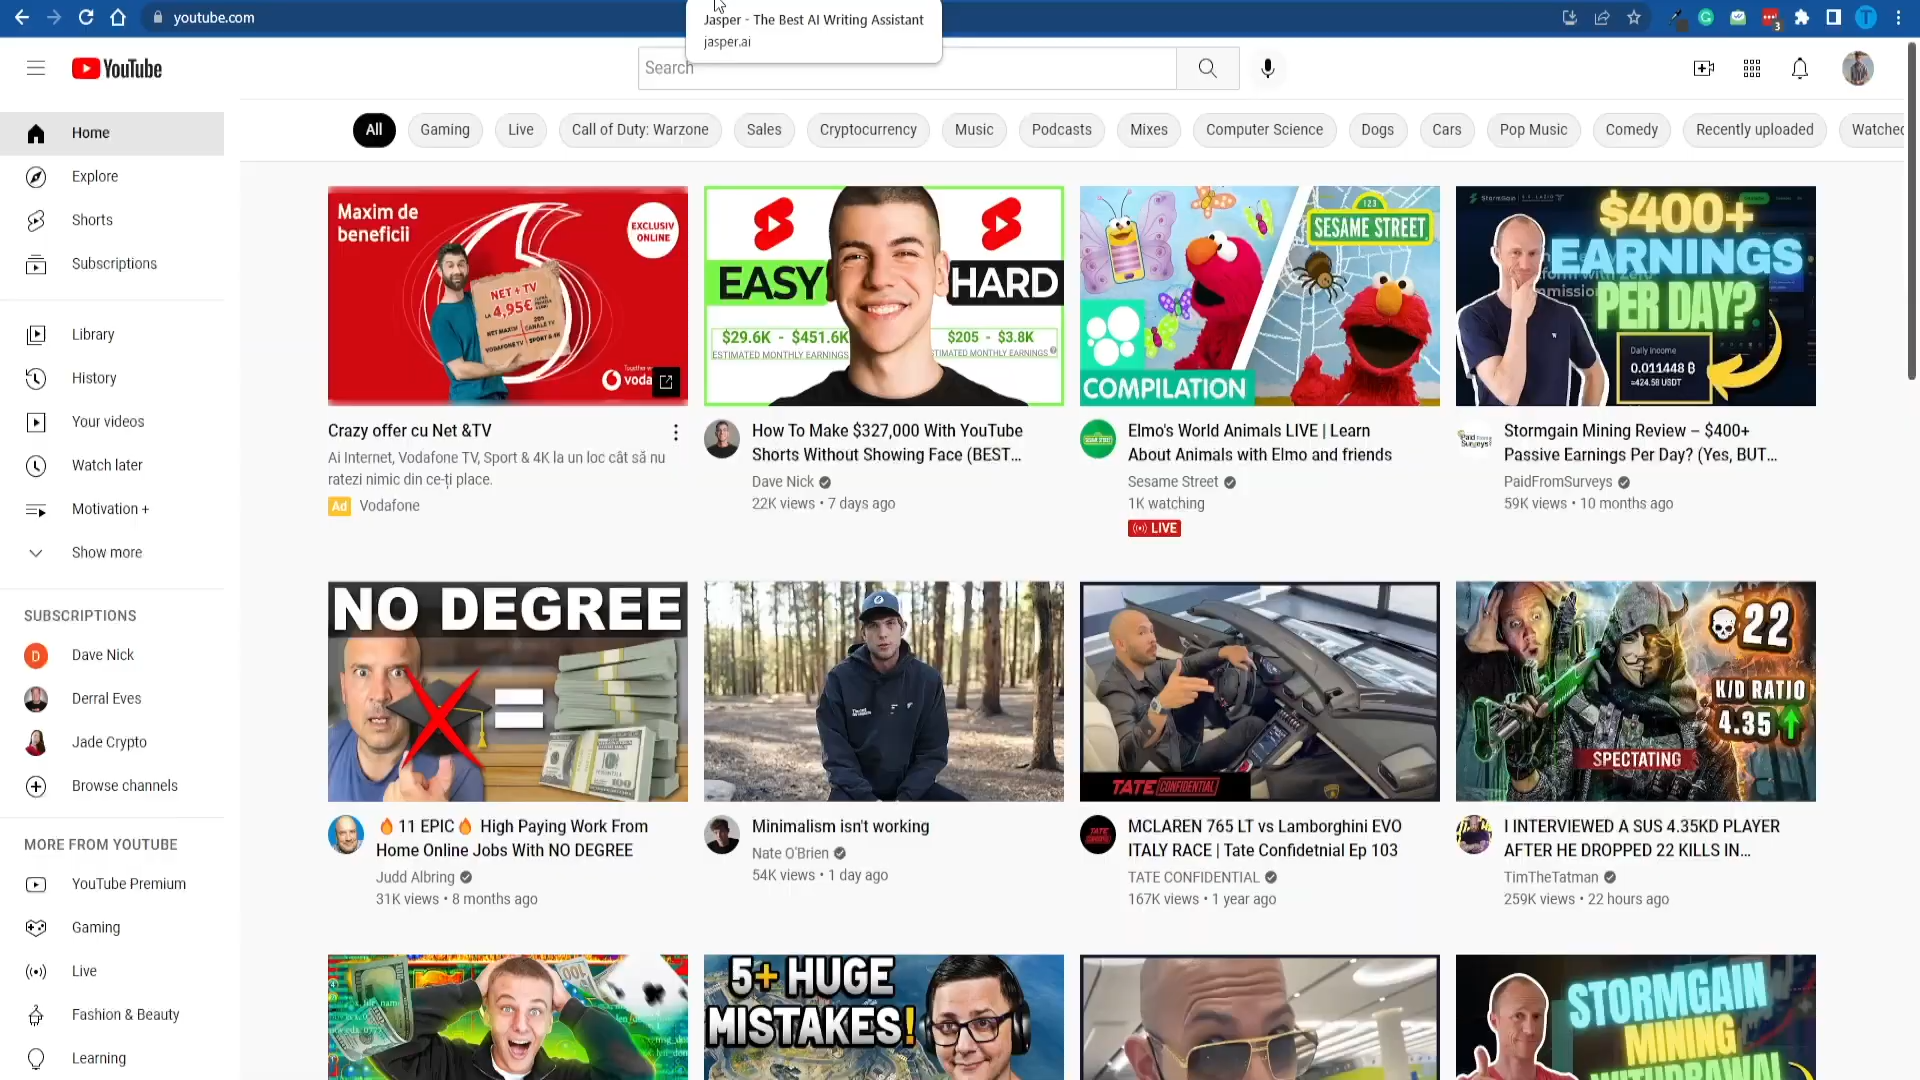 youtube.com
Jasper - The Best AI Writing Assistant
jasper.ai
3
T
YouTube
Search
Home
Explore
Shorts
Subscriptions
Library
History
Your videos
Watch later
Motivation +
Show more
SUBSCRIPTIONS
D
Dave Nick
Derral Eves
Jade Crypto
Browse channels
MORE FROM YOUTUBE
YouTube Premium
Gaming
Live
Fashion & Beauty
Learning
All
Gaming
Live
Call of Duty: Warzone
Sales
Cryptocurrency
Music
Podcasts
Mixes
Computer Science
Dogs
Cars
Pop Music
Comedy
Recently uploaded
Watched
Maxim de
beneficii
EXCLUSIV
ONLINE
NET + TV
4,95€
Crazy offer cu Net &TV
Ai Internet, Vodafone TV, Sport & 4K la un loc cât să nu
ratezi nimic din ce-ți place.
Ad Vodafone
EASY HARD
$29.6K - $451.6K
ESTIMATED MONTHLY EARNINGS
$205 - $3.8K
ESTIMATED MONTHLY EARNINGS
How To Make $327,000 With YouTube
Shorts Without Showing Face (BEST...
Dave Nick
22K views • 7 days ago
123
SESAME STREET
COMPILATION
Elmo's World Animals LIVE | Learn
About Animals with Elmo and friends
Sesame Street
1K watching
LIVE
StormGain
$400+
EARNINGS
PER DAY?
Daily income
0.011448 ₿
≈424.58 USDT
Stormgain Mining Review – $400+
Passive Earnings Per Day? (Yes, BUT...
PaidFromSurveys
59K views • 10 months ago
NO DEGREE
=
🔥11 EPIC🔥 High Paying Work From
Home Online Jobs With NO DEGREE
Judd Albring
31K views • 8 months ago
Minimalism isn't working
Nate O'Brien
54K views • 1 day ago
TATE CONFIDENTIAL
MCLAREN 765 LT vs Lamborghini EVO
ITALY RACE | Tate Confidetnial Ep 103
TATE CONFIDENTIAL
167K views • 1 year ago
22
K/D RATIO
4.35
SPECTATING
I INTERVIEWED A SUS 4.35KD PLAYER
AFTER HE DROPPED 22 KILLS IN...
TimTheTatman
259K views • 22 hours ago
5+ HUGE
MISTAKES!
STORMGAIN
MINING
WITHDRAWAL